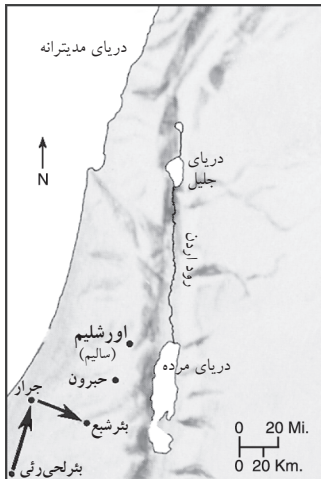 دریای مدیترانه
N
دریای
جلیل
رود اردن
اورشلیم
(سالیم)
دریای مرده
حبرون
جرار
بئرشبع
بئرلحی‌رئی
0 20 Mi.
0 20 Km.